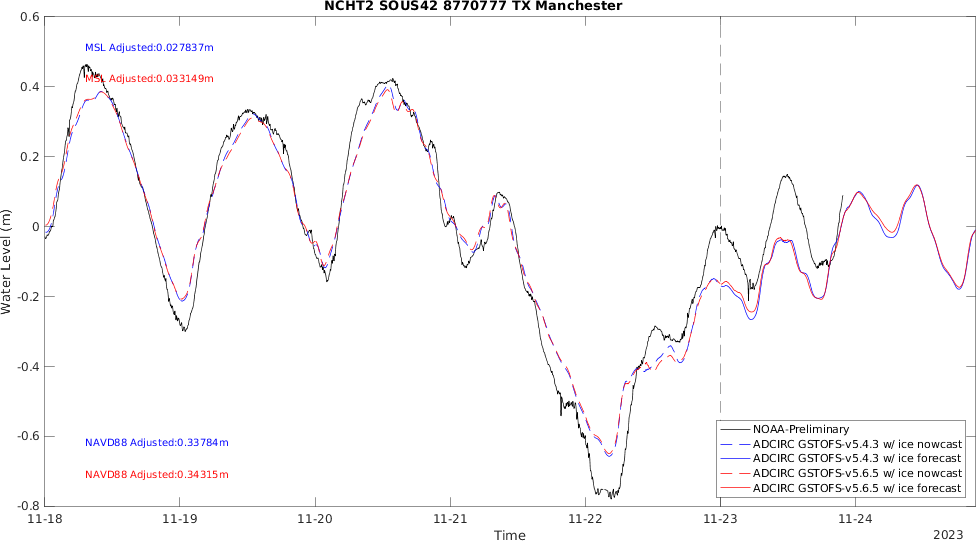 NCHT2 SOUS42 8770777 TX Manchester
0.6
MSL Adjusted:0.027837m
MSL Adjusted:0.033149m
0.4
0.2
0
-0.2
-0.4
-0.6
-0.8
Water Level (m)
NAVD88 Adjusted:0.33784m
NAVD88 Adjusted:0.34315m
NOAA-Preliminary
ADCIRC GSTOFS-v5.4.3 w/ ice nowcast
ADCIRC GSTOFS-v5.4.3 w/ ice forecast
ADCIRC GSTOFS-v5.6.5 w/ ice nowcast
ADCIRC GSTOFS-v5.6.5 w/ ice forecast
11-18 11-19 11-20 11-21 11-22 11-23 11-24
Time
2023